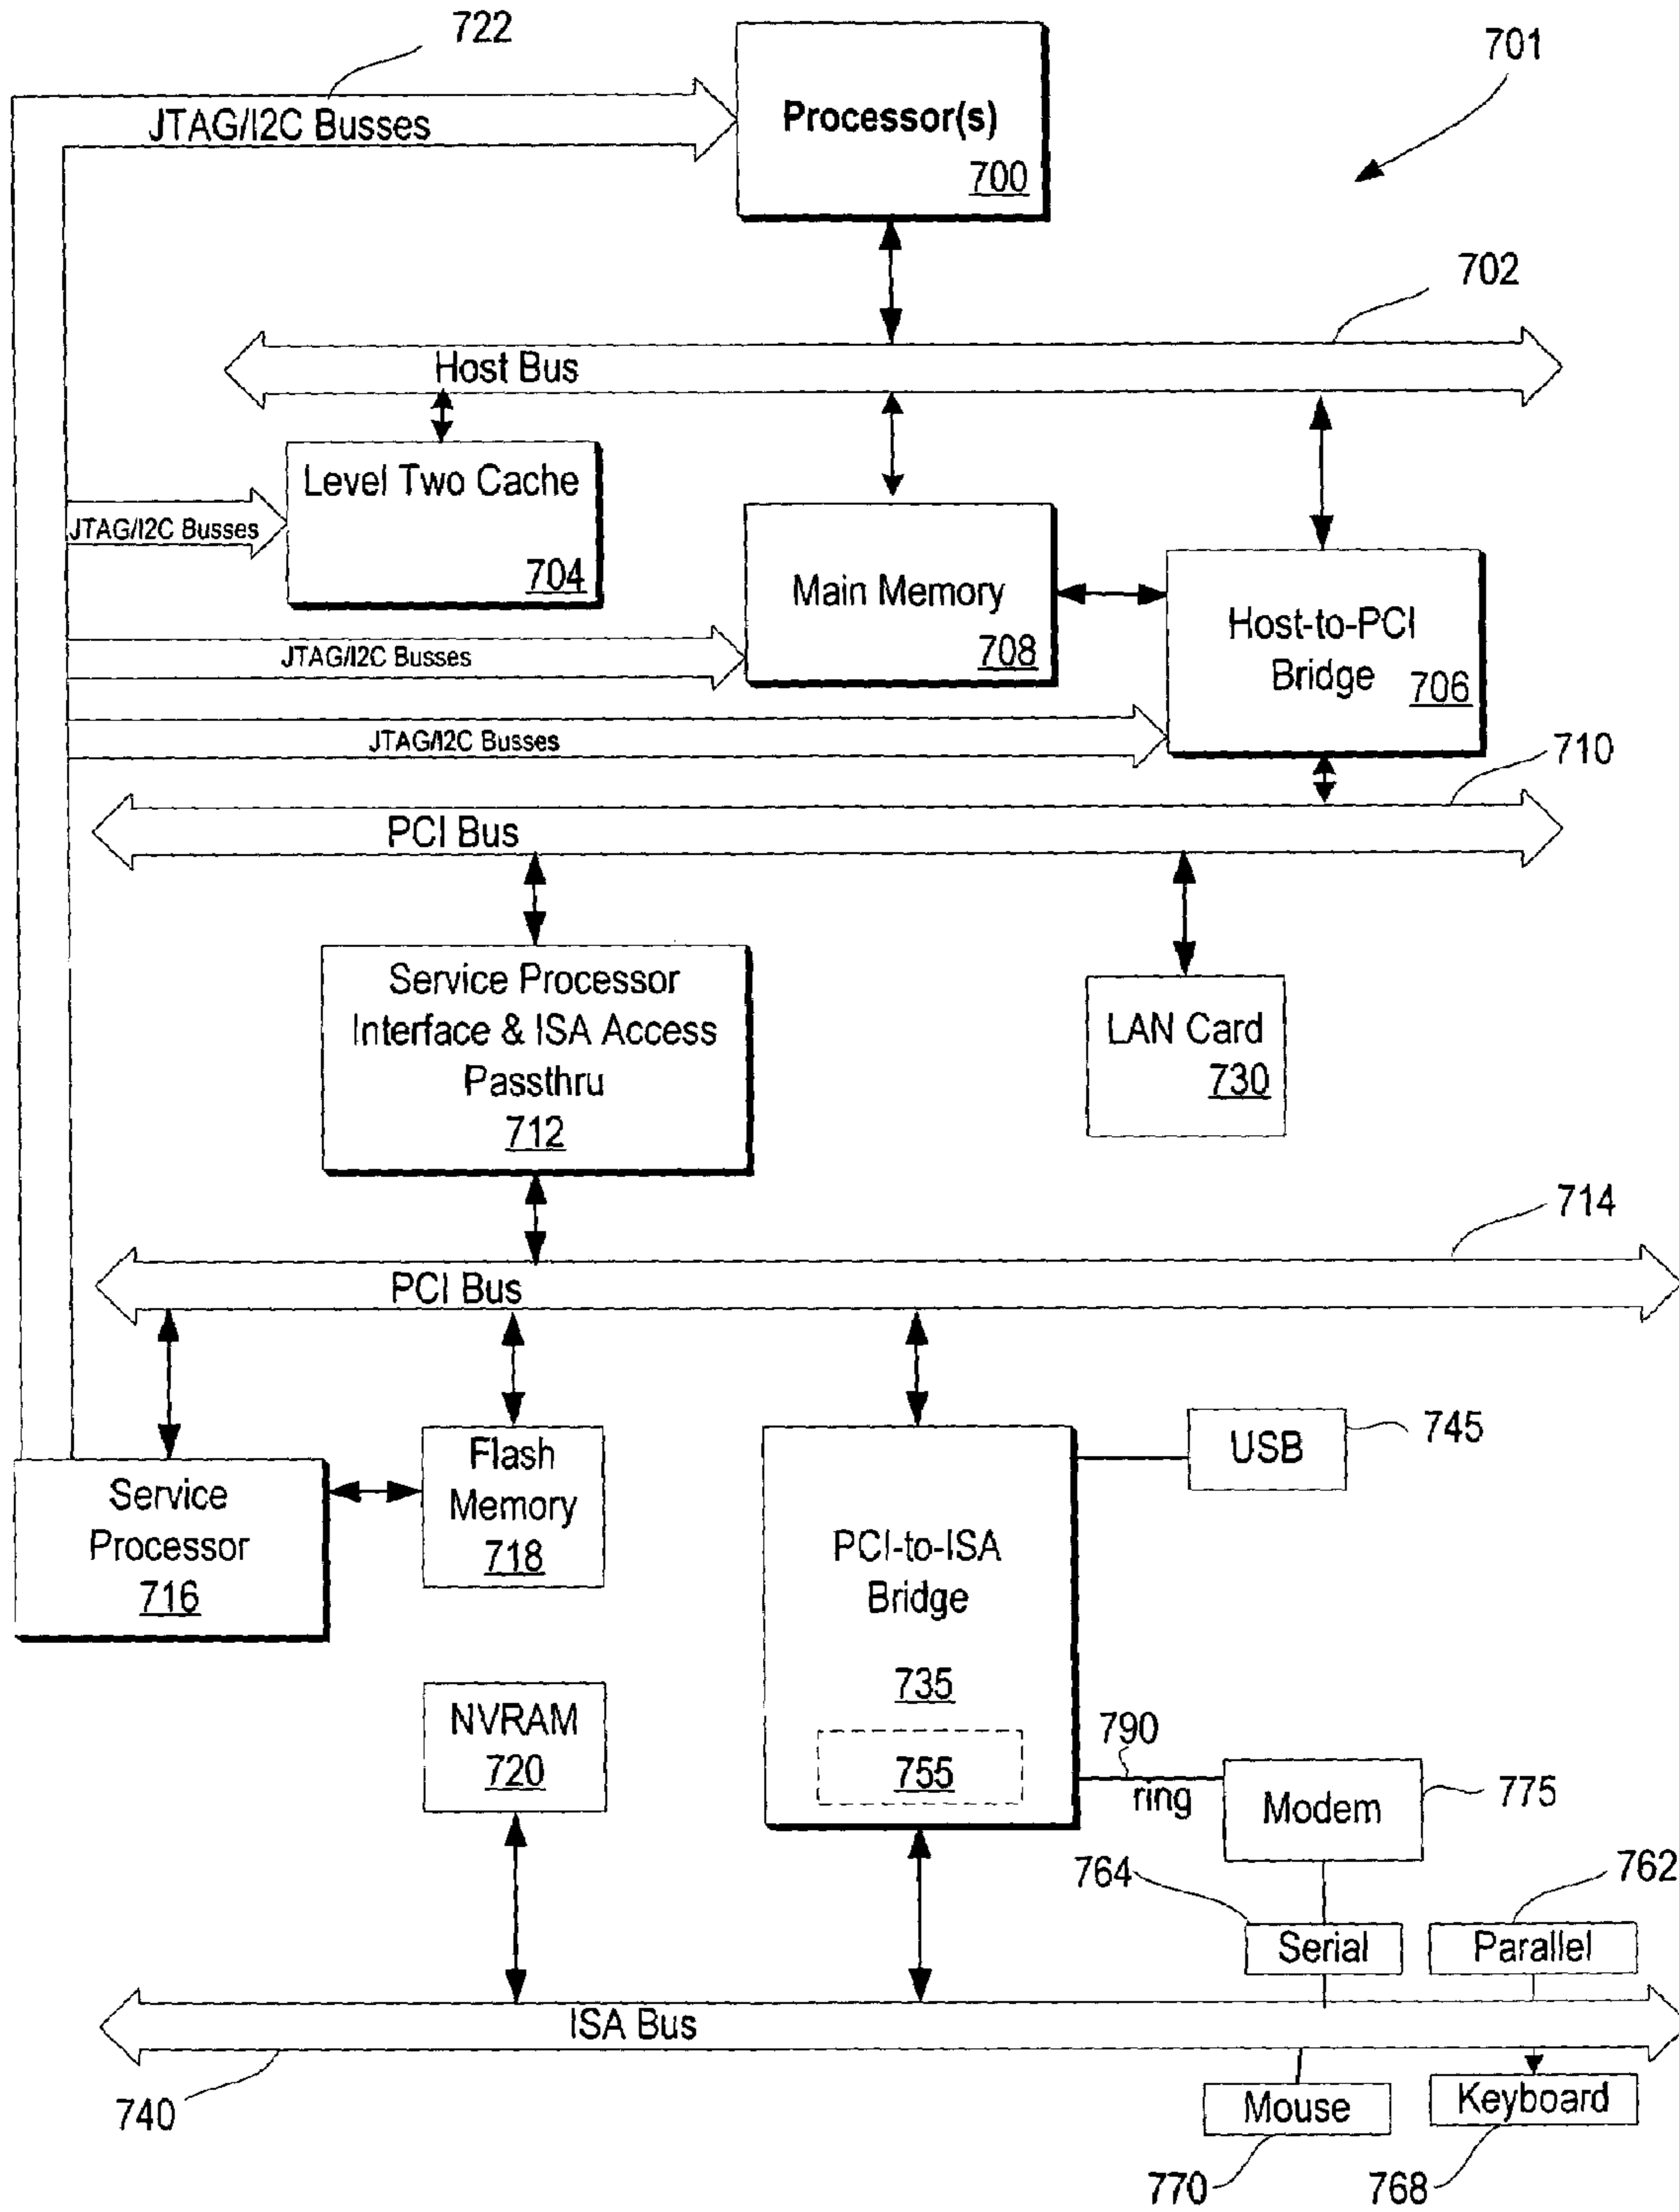 722
701
JTAG/I2C Busses
Processor(s)
700
702
Host Bus
Level Two Cache
704
JTAG/I2C Busses
Main Memory
708
Host-to-PCI
Bridge
706
JTAG/I2C Busses
JTAG/I2C Busses
710
PCI Bus
Service Processor
Interface & ISA Access
Passthru
712
LAN Card
730
714
PCI Bus
Service
Processor
716
Flash
Memory
718
PCI-to-ISA
Bridge
735
755
USB
745
NVRAM
720
790
ring
Modem
775
764
762
Serial
Parallel
ISA Bus
740
Mouse
Keyboard
770
768